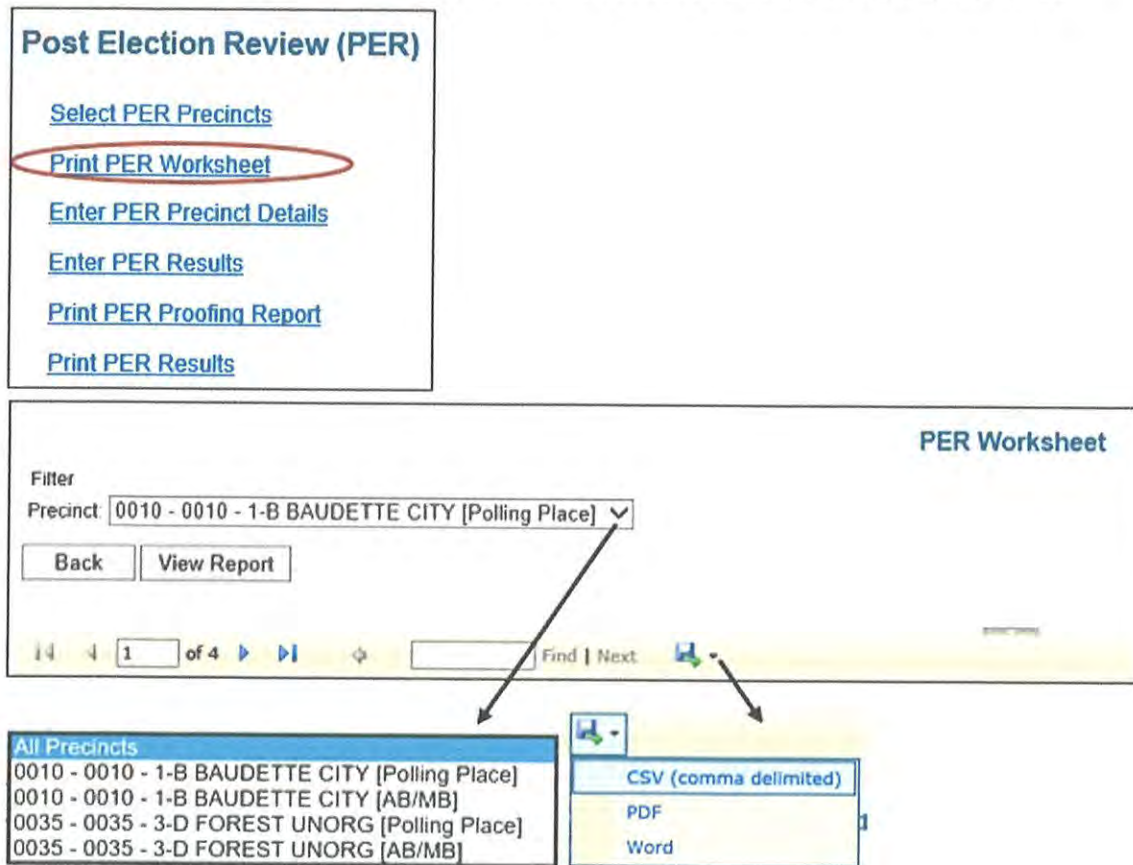 Post Election Review (PER)
Select PER Precincts
Print PER Worksheet
Enter PER Precinct Details
Enter PER Results
Print PER Proofing Report
Print PER Results
PER Worksheet
Filter
Precinct: 0010 - 0010 - 1-B BAUDETTE CITY [Polling Place]
Back View Report
1 of 4 Find | Next
All Precincts
0010 - 0010 - 1-B BAUDETTE CITY [Polling Place]
0010 - 0010 - 1-B BAUDETTE CITY [AB/MB]
0035 - 0035 - 3-D FOREST UNORG [Polling Place]
0035 - 0035 - 3-D FOREST UNORG [AB/MB]
CSV (comma delimited)
PDF
Word